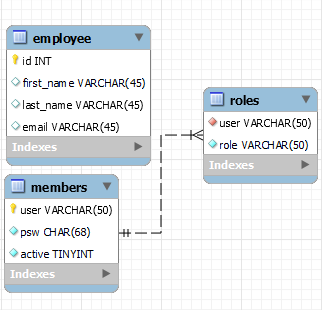 employee
id INT
first_name VARCHAR(45)
last_name VARCHAR(45)
email VARCHAR(45)
Indexes
roles
user VARCHAR(50)
role VARCHAR(50)
Indexes
members
user VARCHAR(50)
psw CHAR(68)
active TINYINT
Indexes